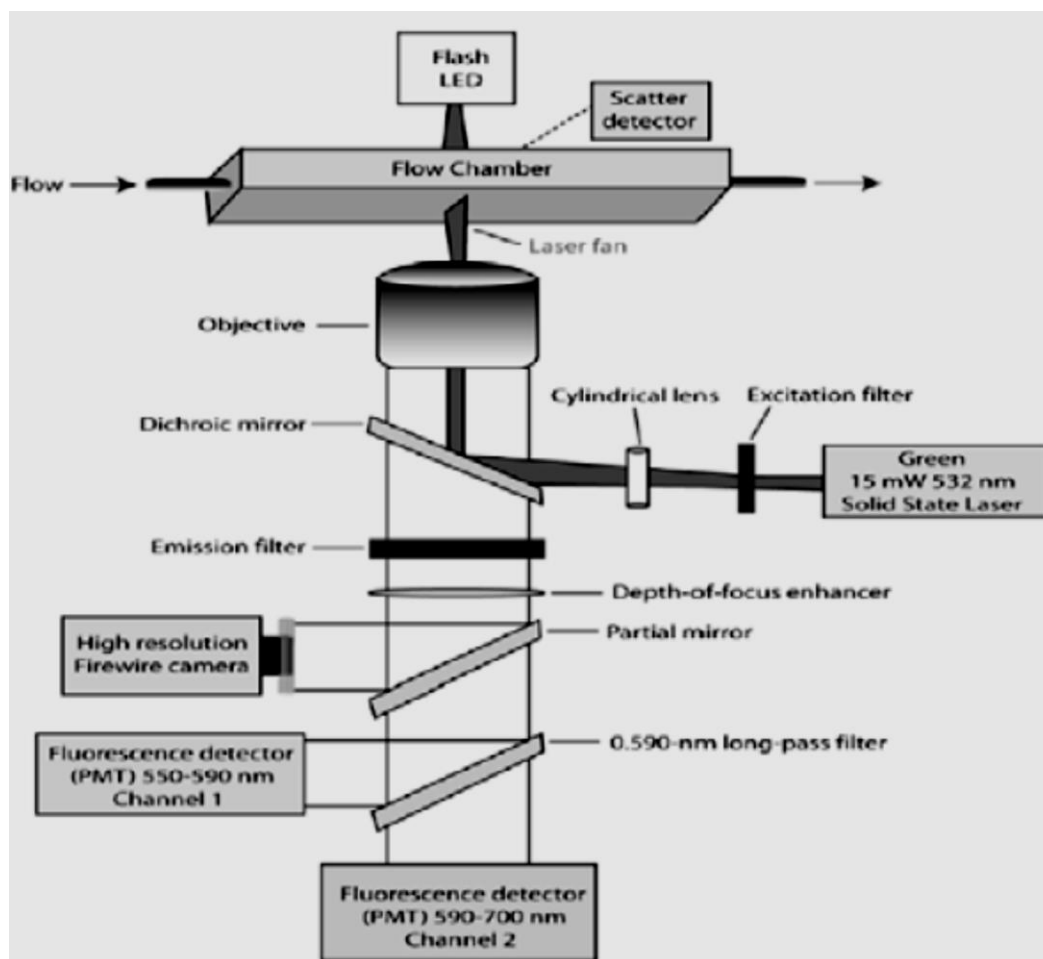 Flash
LED
Scatter
detector
Flow Chamber
Flow
Laser fan
Objective
Cylindrical lens
Excitation filter
Dichroic mirror
Green
15 mW 532 nm
Solid State Laser
Emission filter
Depth-of-focus enhancer
Partial mirror
High resolution
Firewire camera
0.590-nm long-pass filter
Fluorescence detector
(PMT) 550-590 nm
Channel 1
Fluorescence detector
(PMT) 590-700 nm
Channel 2